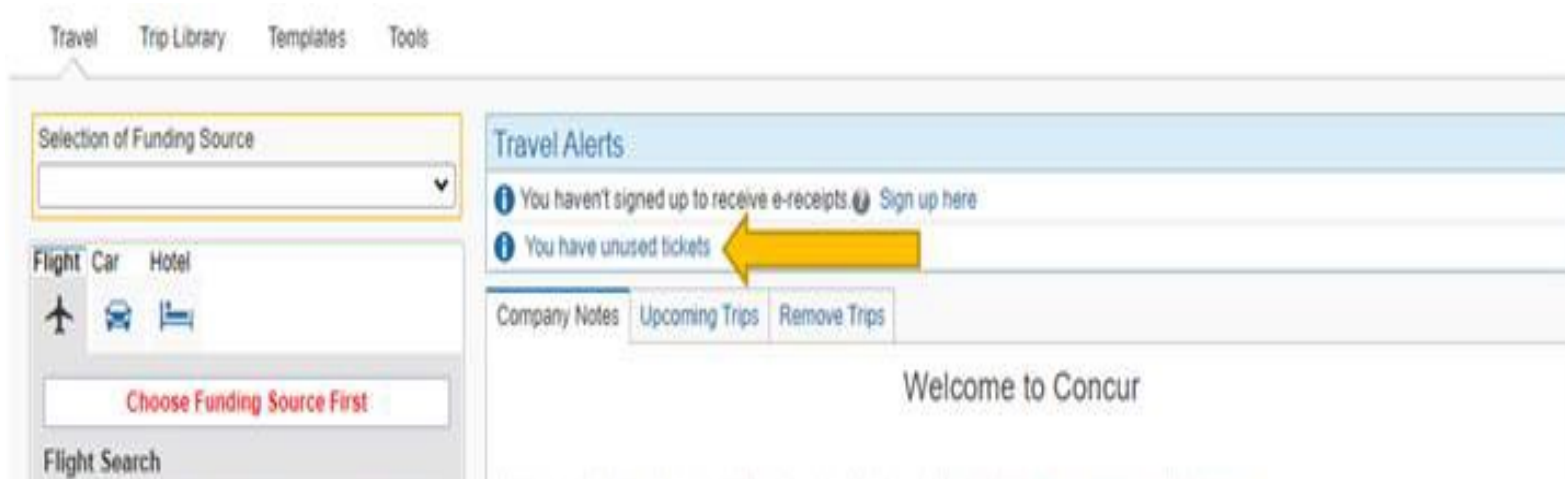 Travel Trip Library Templates Tools
Selection of Funding Source
Travel Alerts
You haven't signed up to receive e-receipts. Sign up here
You have unused tickets
Flight Car Hotel
Company Notes Upcoming Trips Remove Trips
Choose Funding Source First
Welcome to Concur
Flight Search